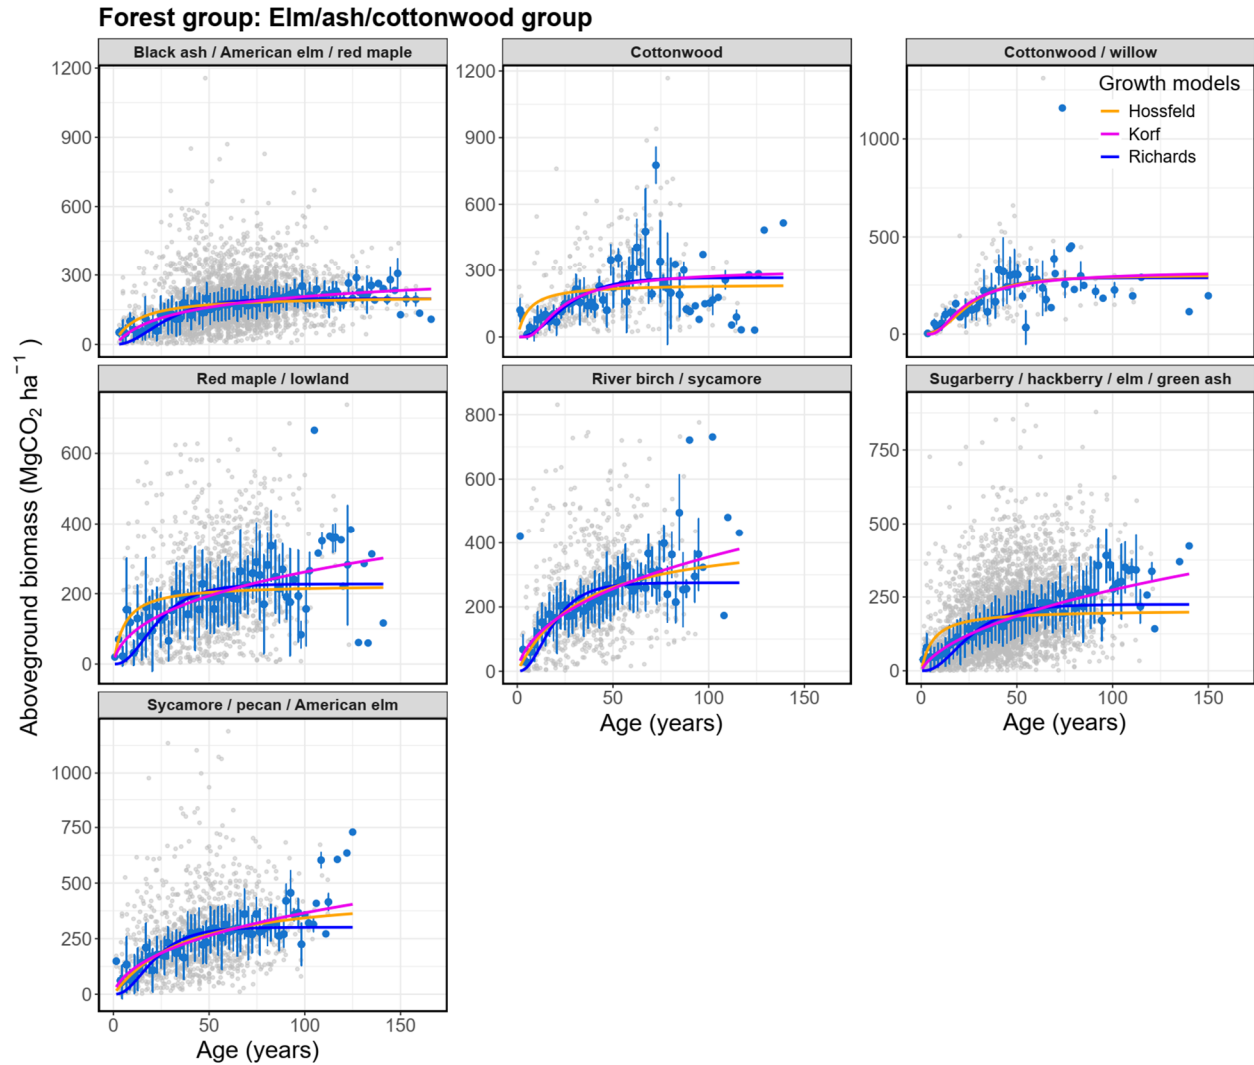 Forest group: Elm/ash/cottonwood group
Black ash / American elm / red maple
Cottonwood
Cottonwood / willow
1200
900
600
300
0
1200
900
600
300
0
1000
500
0
Growth models
Hossfeld
Korf
Richards
Aboveground biomass (MgCO₂ ha⁻¹ )
Red maple / lowland
River birch / sycamore
Sugarberry / hackberry / elm / green ash
600
400
200
0
800
600
400
200
0
750
500
250
0
0 50 100 150
0 50 100 150
Age (years)
Age (years)
Sycamore / pecan / American elm
1000
750
500
250
0
0 50 100 150
Age (years)